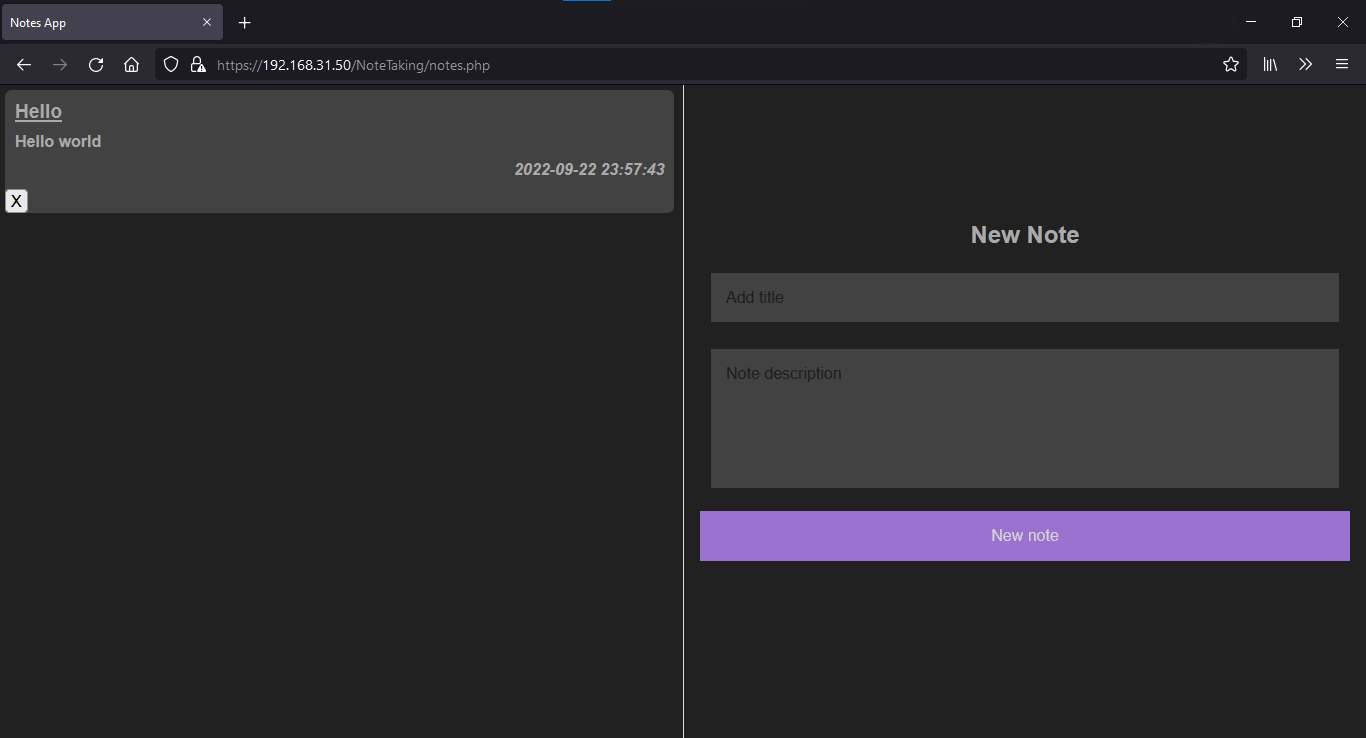 Notes App
https://192.168.31.50/NoteTaking/notes.php
Hello
Hello world
2022-09-22 23:57:43
X
New Note
Add title
Note description
New note